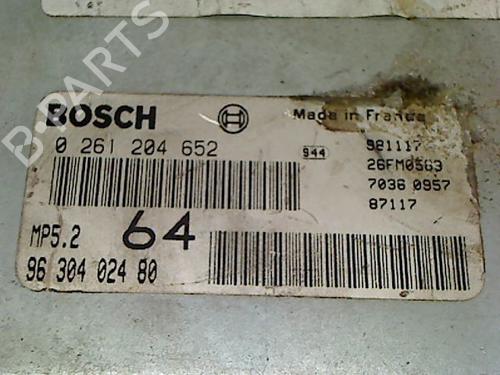 B-PARTS
BOSCH
Made in France
0 261 204 652
944
981117
26FM0563
7036 0957
87117
MP5.2
64
96 304 024 80